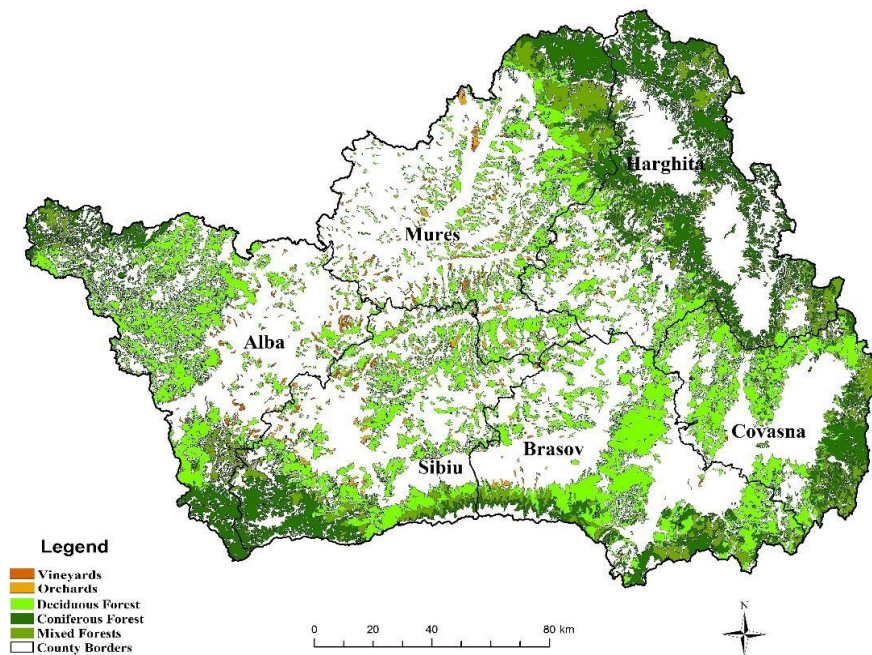 Harghita
Mures
Alba
Covasna
Brasov
Sibiu
Legend
Vineyards
Orchards
Deciduous Forest
Coniferous Forest
Mixed Forests
County Borders
0 20 40 80 km
N